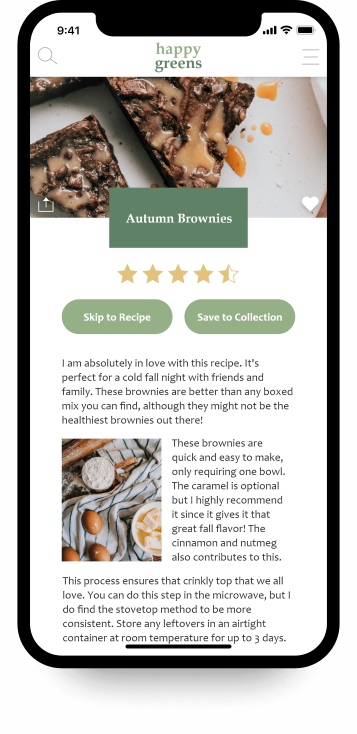 9:41
happy
greens
Autumn Brownies
Skip to Recipe
Save to Collection
I am absolutely in love with this recipe. It's
perfect for a cold fall night with friends and
family. These brownies are better than any boxed
mix you can find, although they might not be the
healthiest brownies out there!
These brownies are
quick and easy to make,
only requiring one bowl.
The caramel is optional
but I highly recommend
it since it gives it that
great fall flavor! The
cinnamon and nutmeg
also contributes to this.
This process ensures that crinkly top that we all
love. You can do this step in the microwave, but I
do find the stovetop method to be more
consistent. Store any leftovers in an airtight
container at room temperature for up to 3 days.